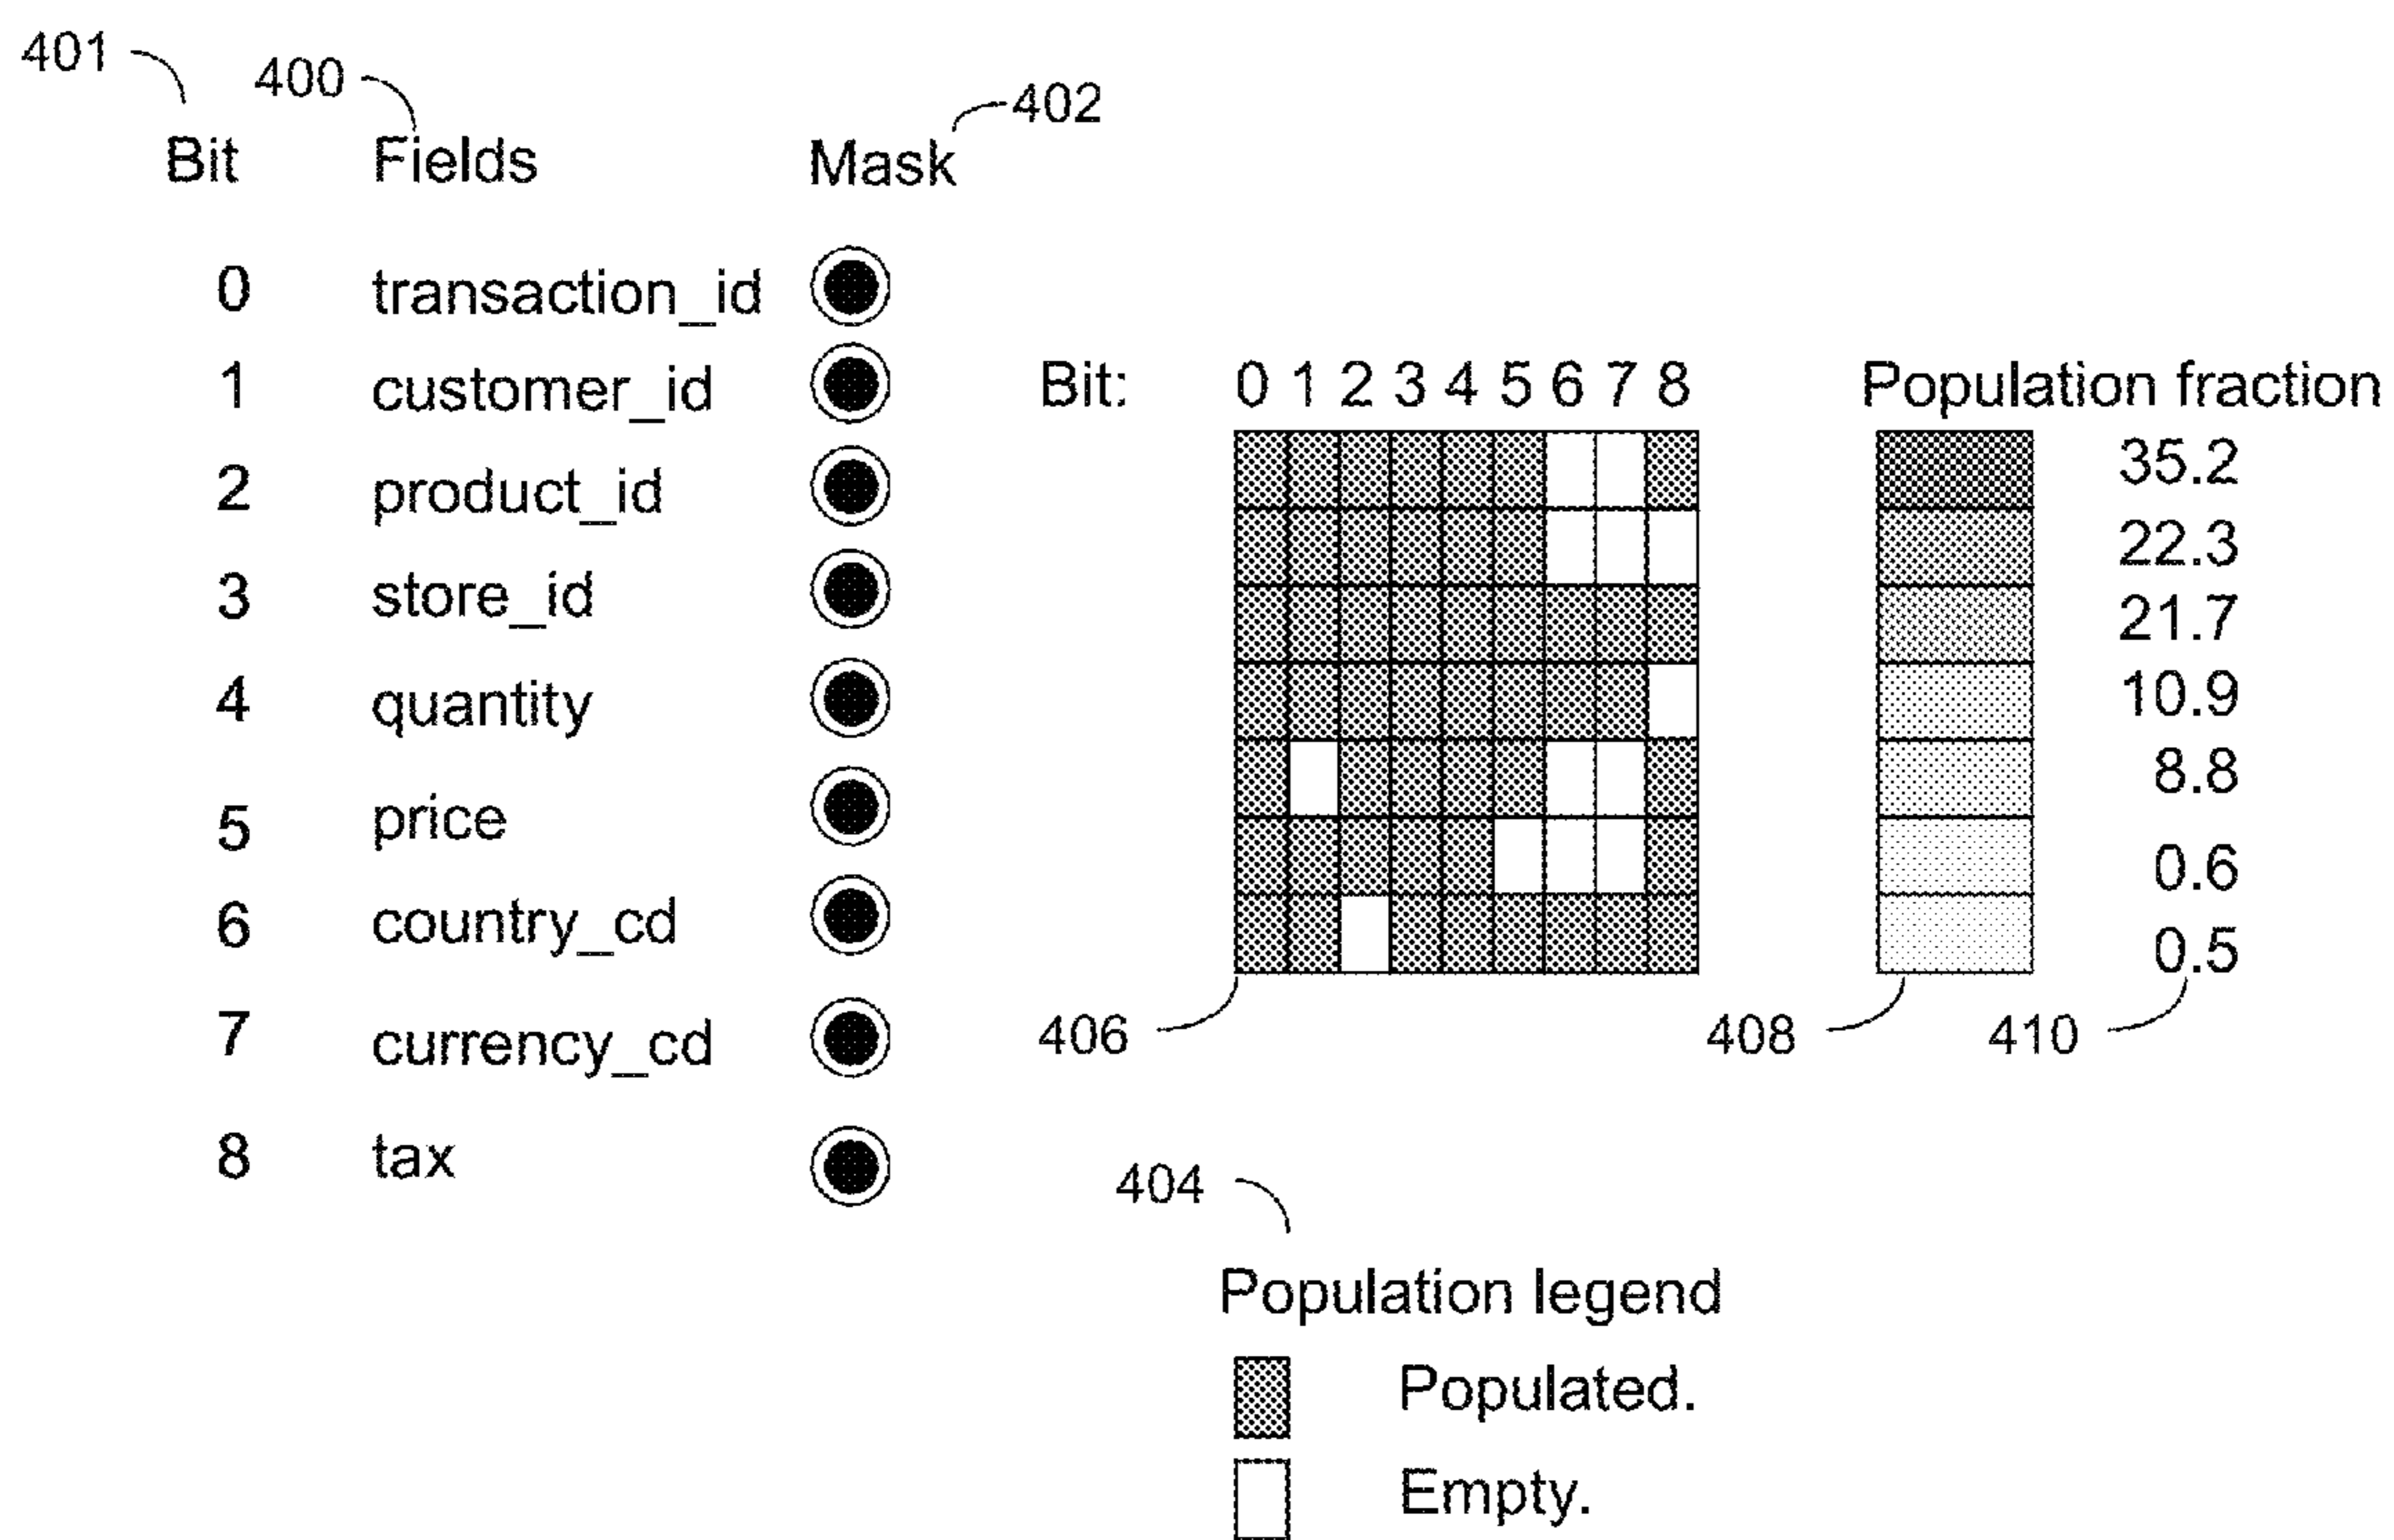 401
400
402
Bit Fields Mask
0 transaction_id
1 customer_id
2 product_id
3 store_id
4 quantity
5 price
6 country_cd
7 currency_cd
8 tax
Bit: 0 1 2 3 4 5 6 7 8
Population fraction
35.2
22.3
21.7
10.9
8.8
0.6
0.5
406
408
410
404
Population legend
Populated.
Empty.